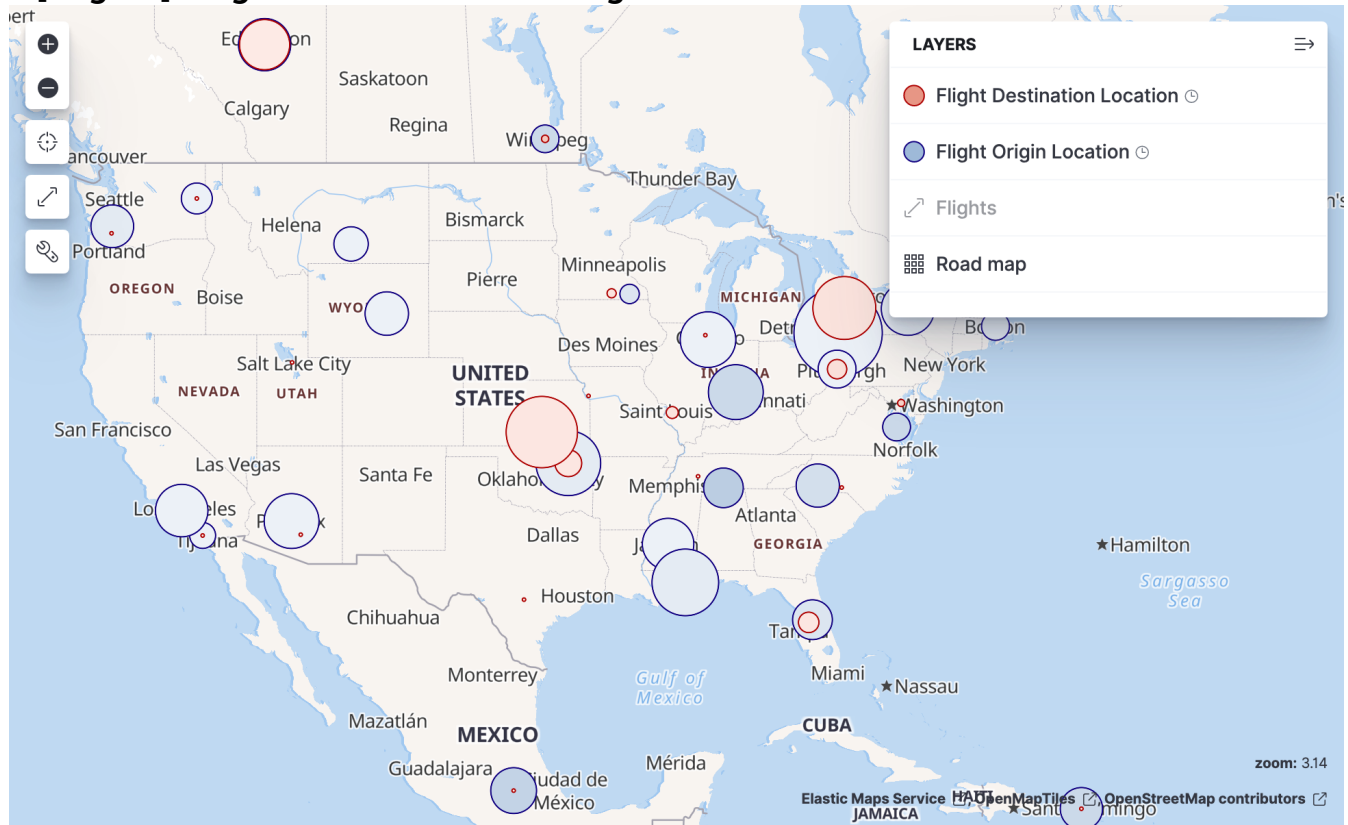 Saskatoon
Calgary
Regina
Thunder Bay
Seattle
Helena
Bismarck
Portland
Minneapolis
Pierre
OREGON
Boise
MICHIGAN
Des Moines
Salt Lake City
New York
UNITED
STATES
NEVADA
UTAH
Saint Louis
Washington
San Francisco
Norfolk
Las Vegas
Santa Fe
Memphis
Atlanta
Dallas
GEORGIA
Hamilton
Sargasso
Sea
Houston
Chihuahua
Miami
Monterrey
Gulf of
Mexico
Nassau
Mazatlán
CUBA
MEXICO
Guadalajara
Mérida
JAMAICA
LAYERS
Flight Destination Location
Flight Origin Location
Flights
Road map
zoom: 3.14
Elastic Maps Service , OpenMapTiles , OpenStreetMap contributors